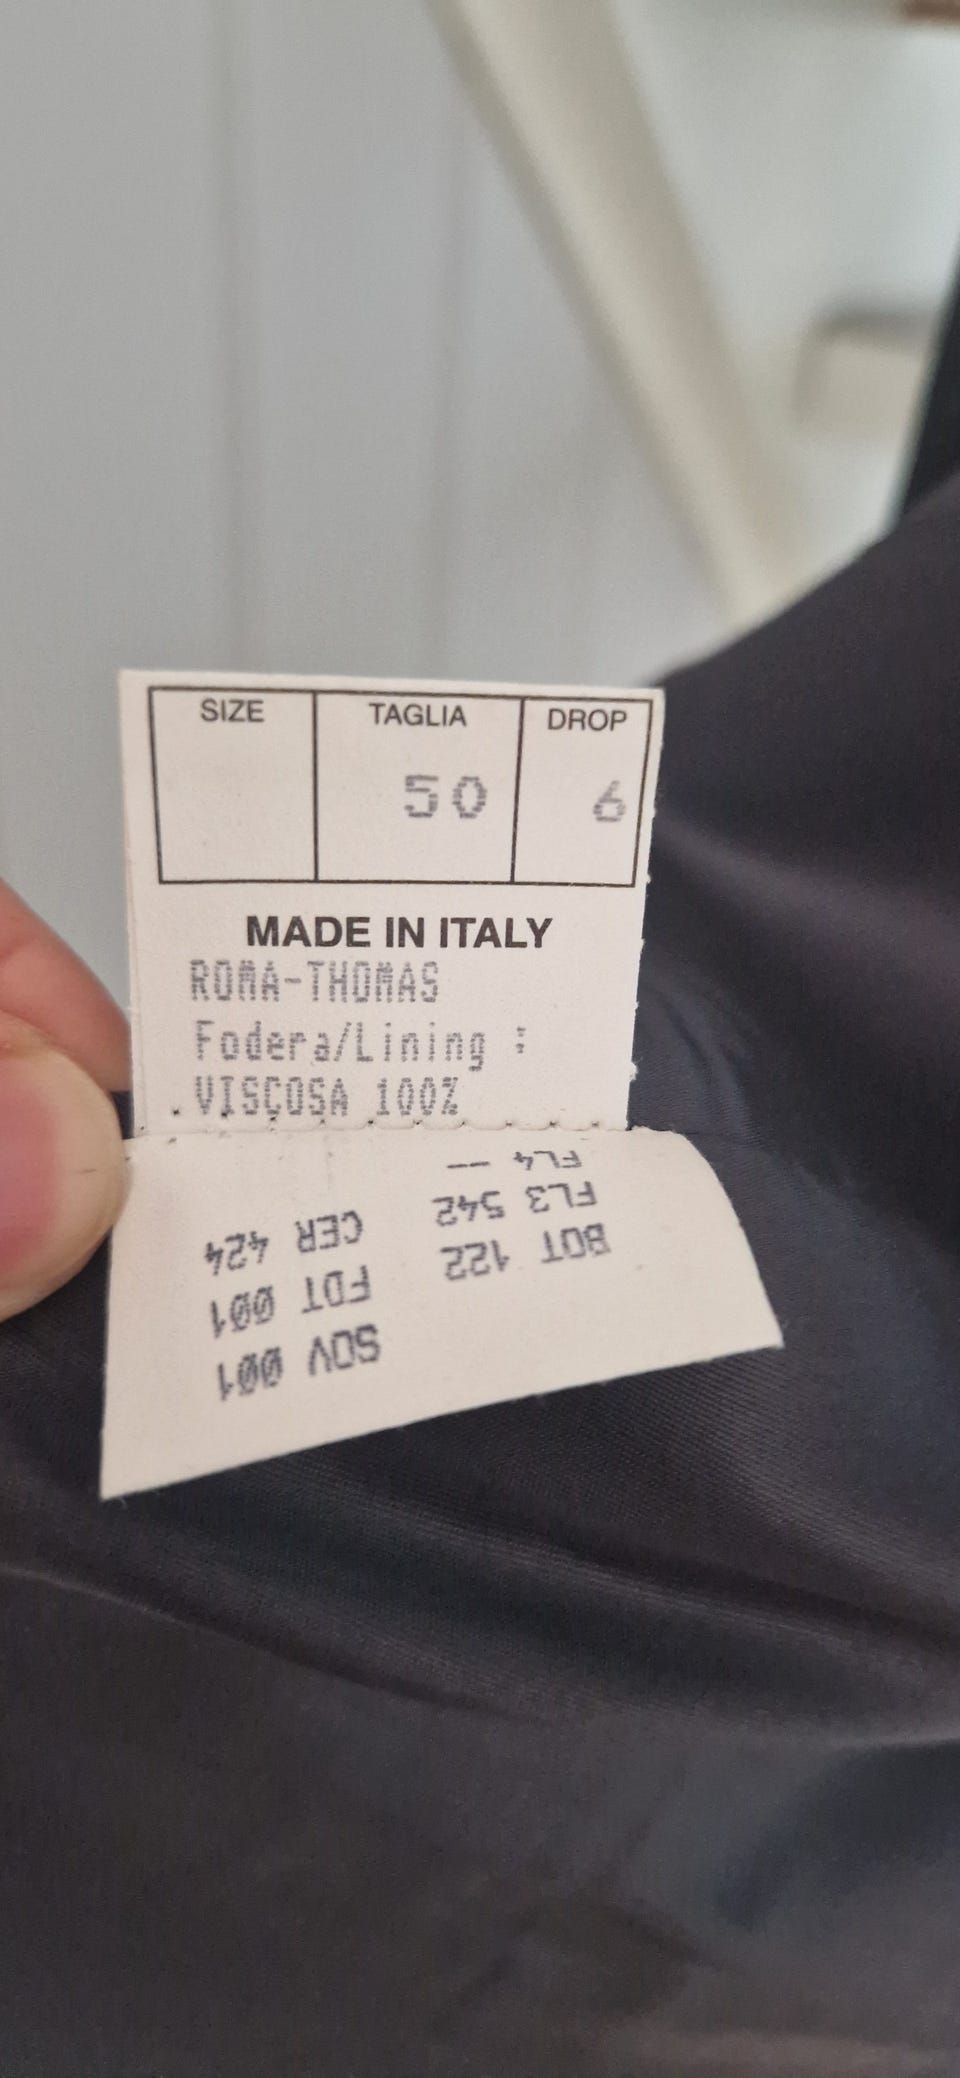 SIZE TAGLIA DROP
50 6
MADE IN ITALY
ROMA-THOMAS
Fodera/Lining :
VISCOSA 100%
SOV 001
FDT 001 BOT 122
CER 424 FL3 542
FL4 --